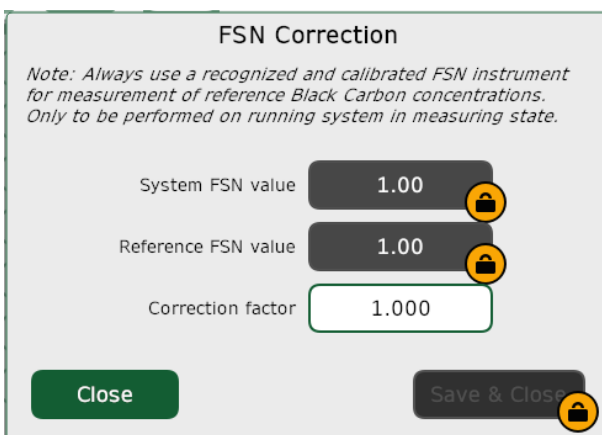 FSN Correction
Note: Always use a recognized and calibrated FSN instrument
for measurement of reference Black Carbon concentrations.
Only to be performed on running system in measuring state.
System FSN value 1.00
Reference FSN value 1.00
Correction factor 1.000
Close Save & Close